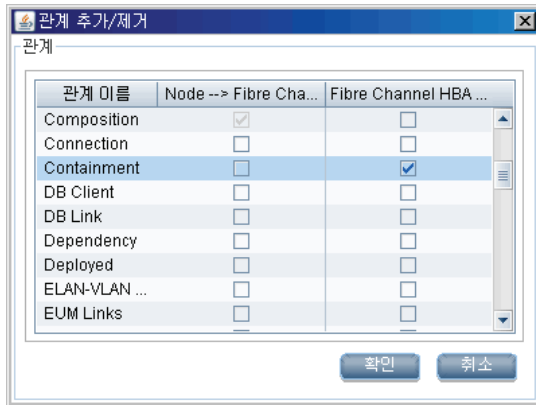 관계 추가/제거
관계
관계 이름 Node --> Fibre Cha... Fibre Channel HBA ...
Composition
Connection
Containment
DB Client
DB Link
Dependency
Deployed
ELAN-VLAN ...
EUM Links
확인 취소